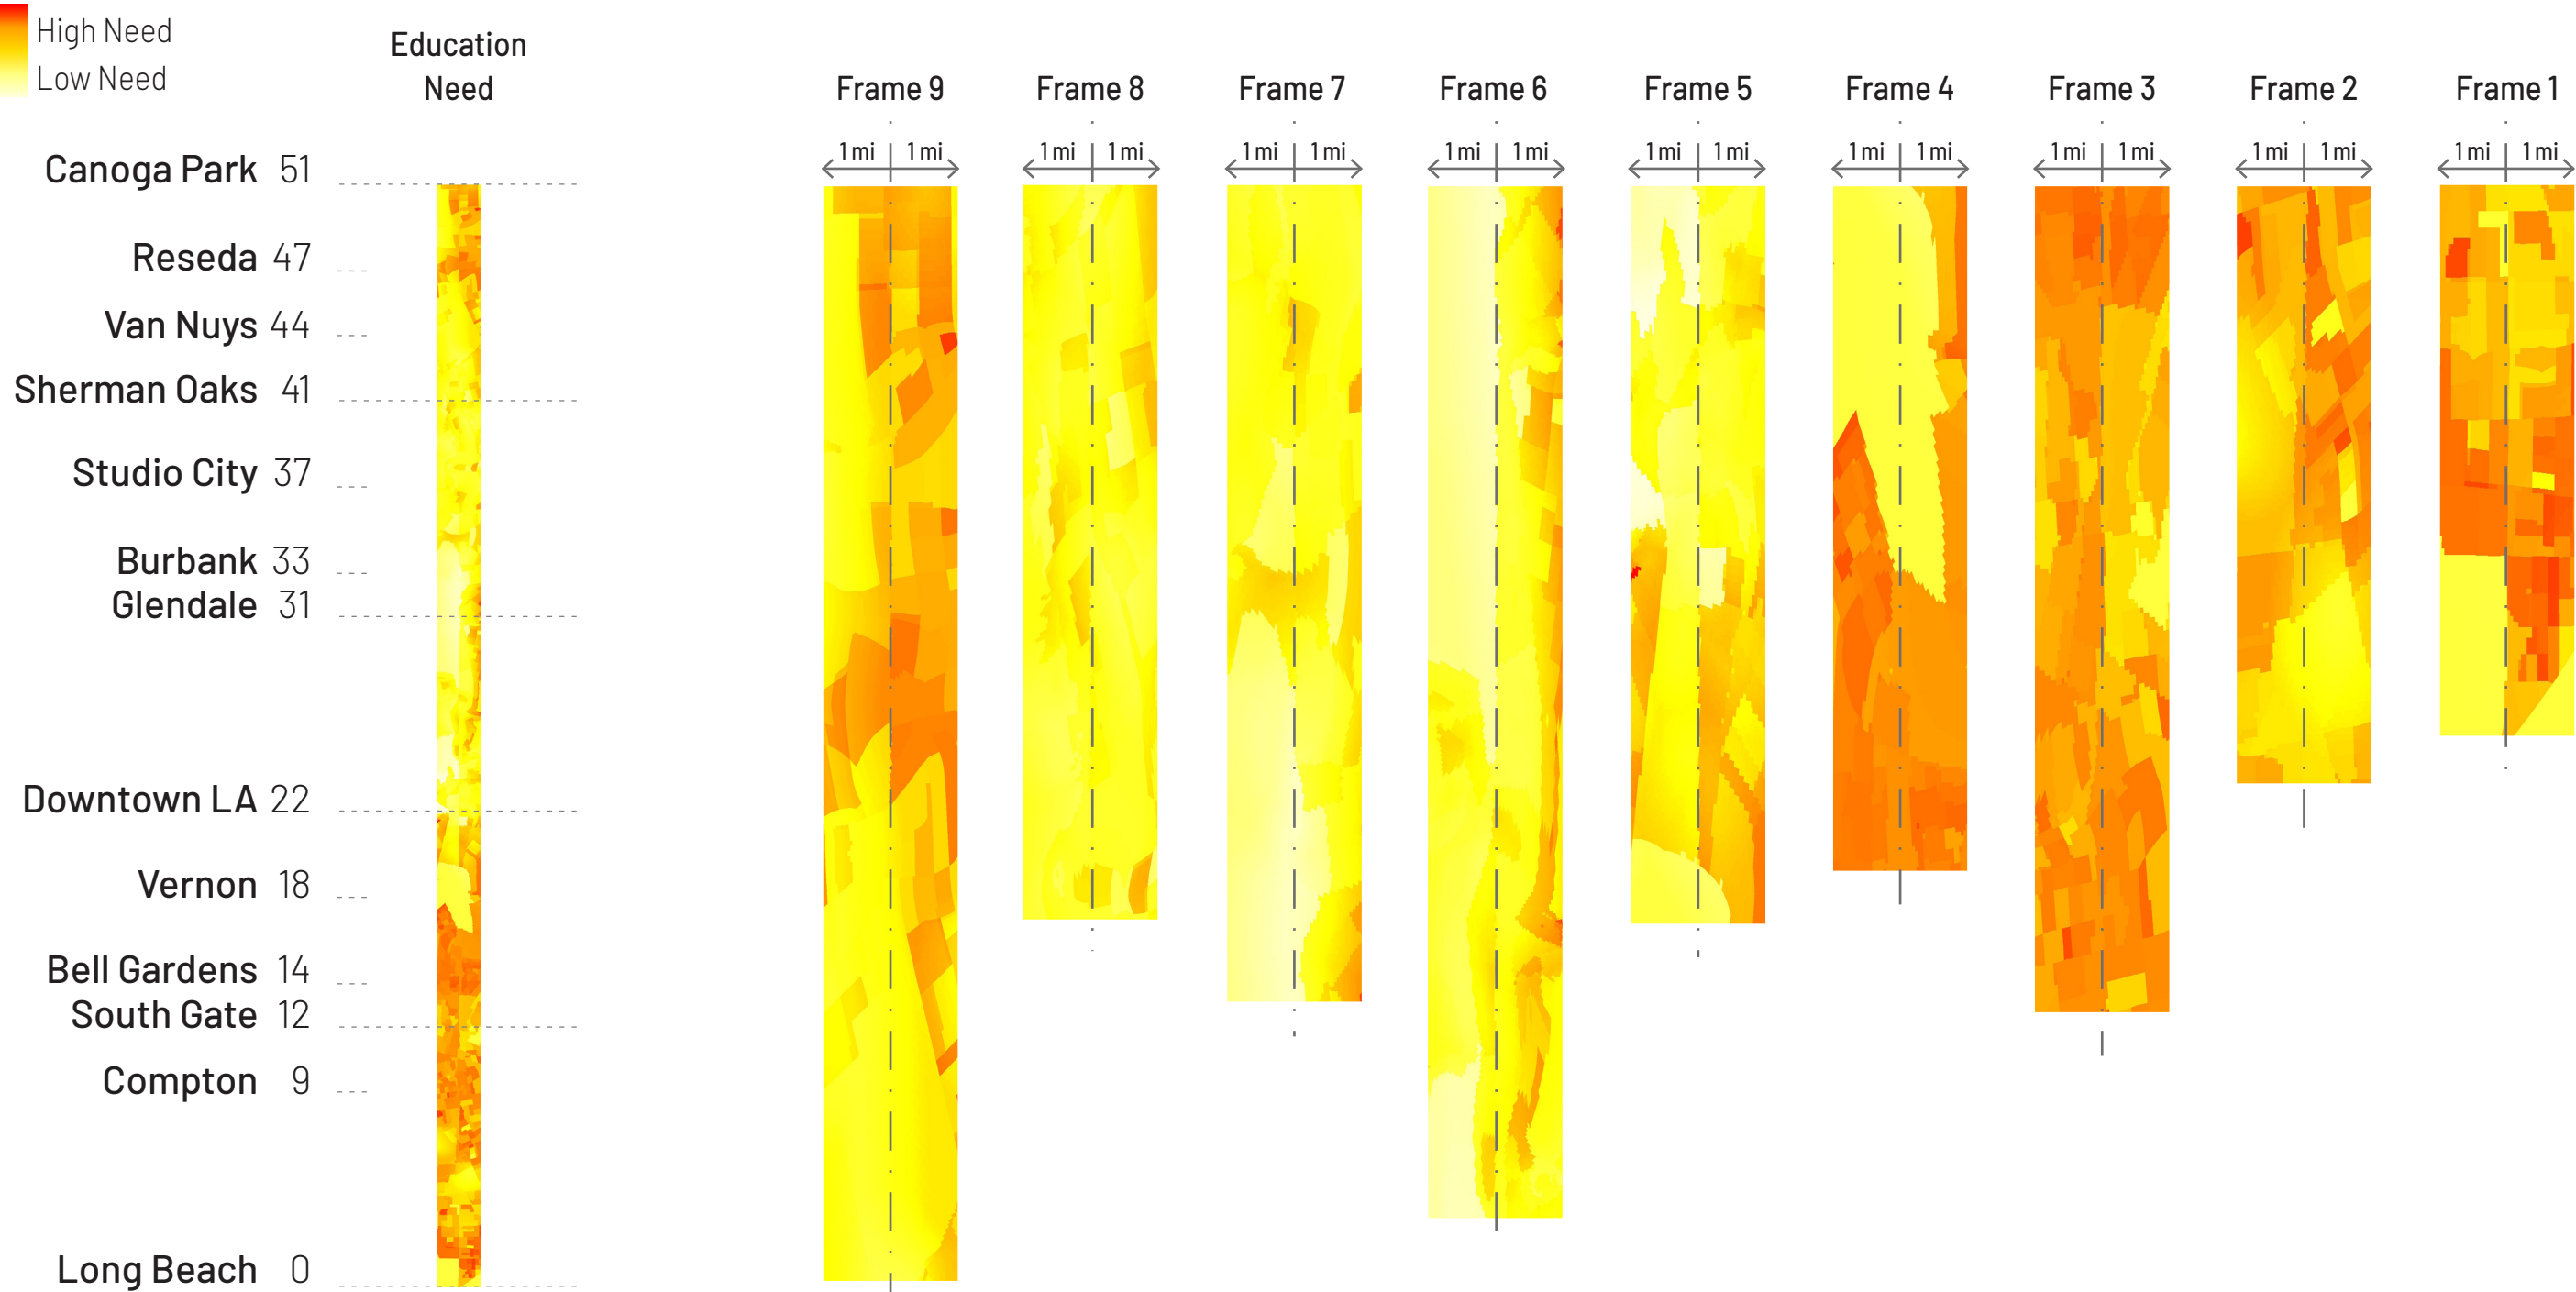 High Need
Low Need
Education
Need
Frame 9
Frame 8
Frame 7
Frame 6
Frame 5
Frame 4
Frame 3
Frame 2
Frame 1
1 mi 1 mi
1 mi 1 mi
1 mi 1 mi
1 mi 1 mi
1 mi 1 mi
1 mi 1 mi
1 mi 1 mi
1 mi 1 mi
1 mi 1 mi
Canoga Park 51
Reseda 47
Van Nuys 44
Sherman Oaks 41
Studio City 37
Burbank 33
Glendale 31
Downtown LA 22
Vernon 18
Bell Gardens 14
South Gate 12
Compton 9
Long Beach 0